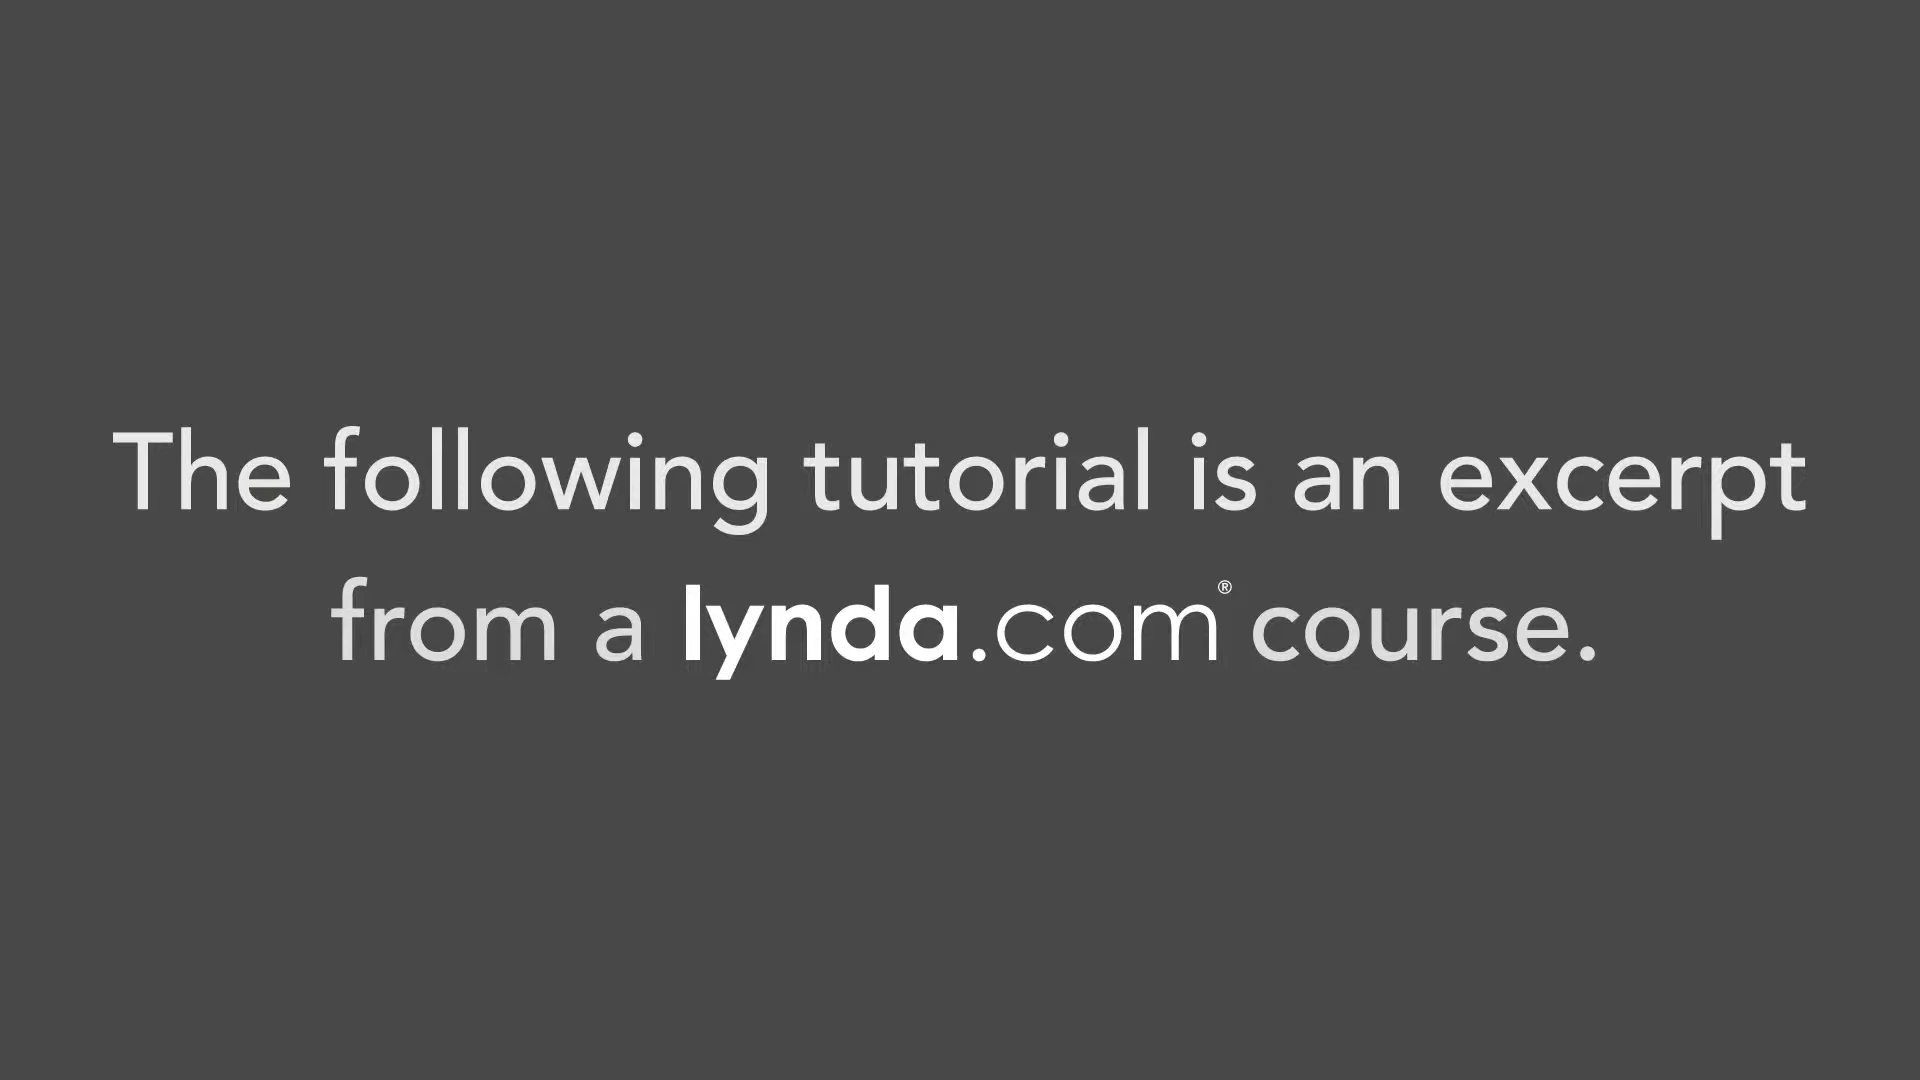 The following tutorial is an excerpt
from a lynda.com® course.